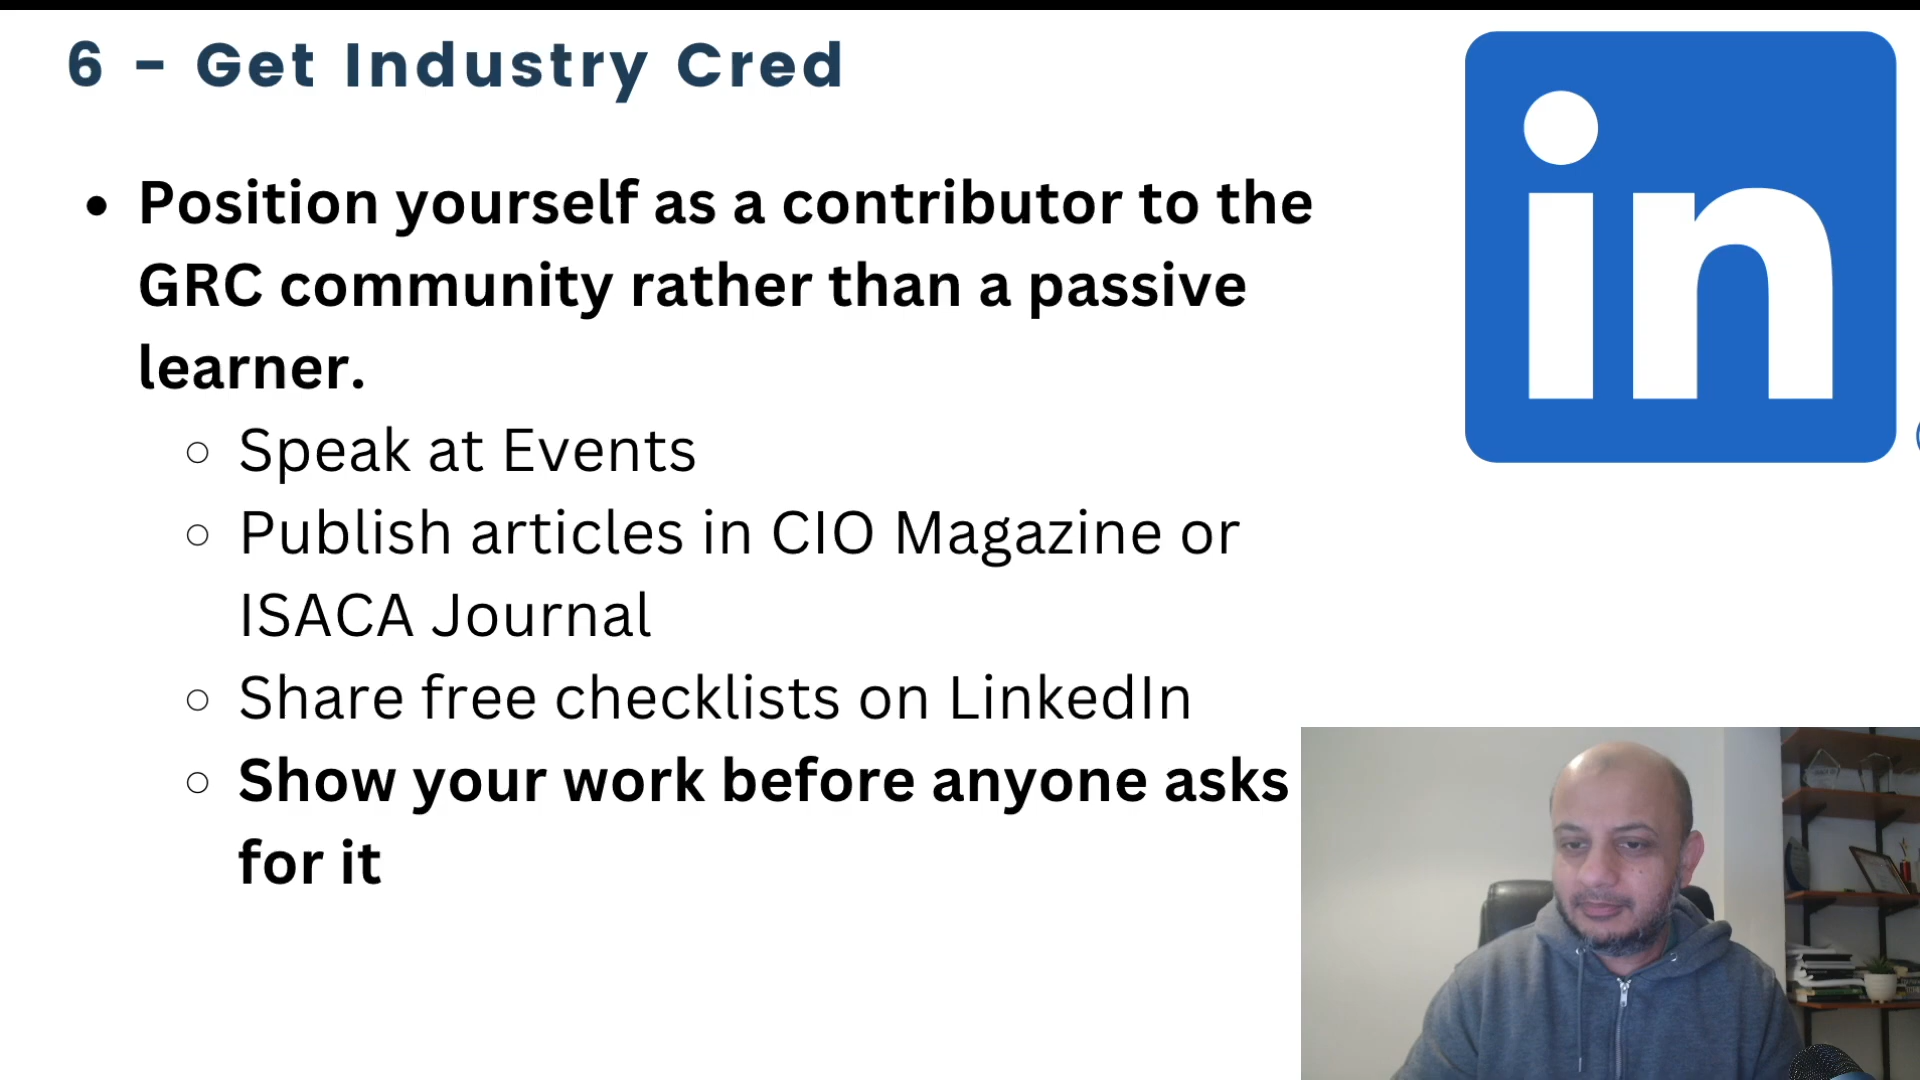 6 - Get Industry Cred
in
• Position yourself as a contributor to the
GRC community rather than a passive
learner.
○ Speak at Events
○ Publish articles in CIO Magazine or
ISACA Journal
○ Share free checklists on LinkedIn
○ Show your work before anyone asks
for it